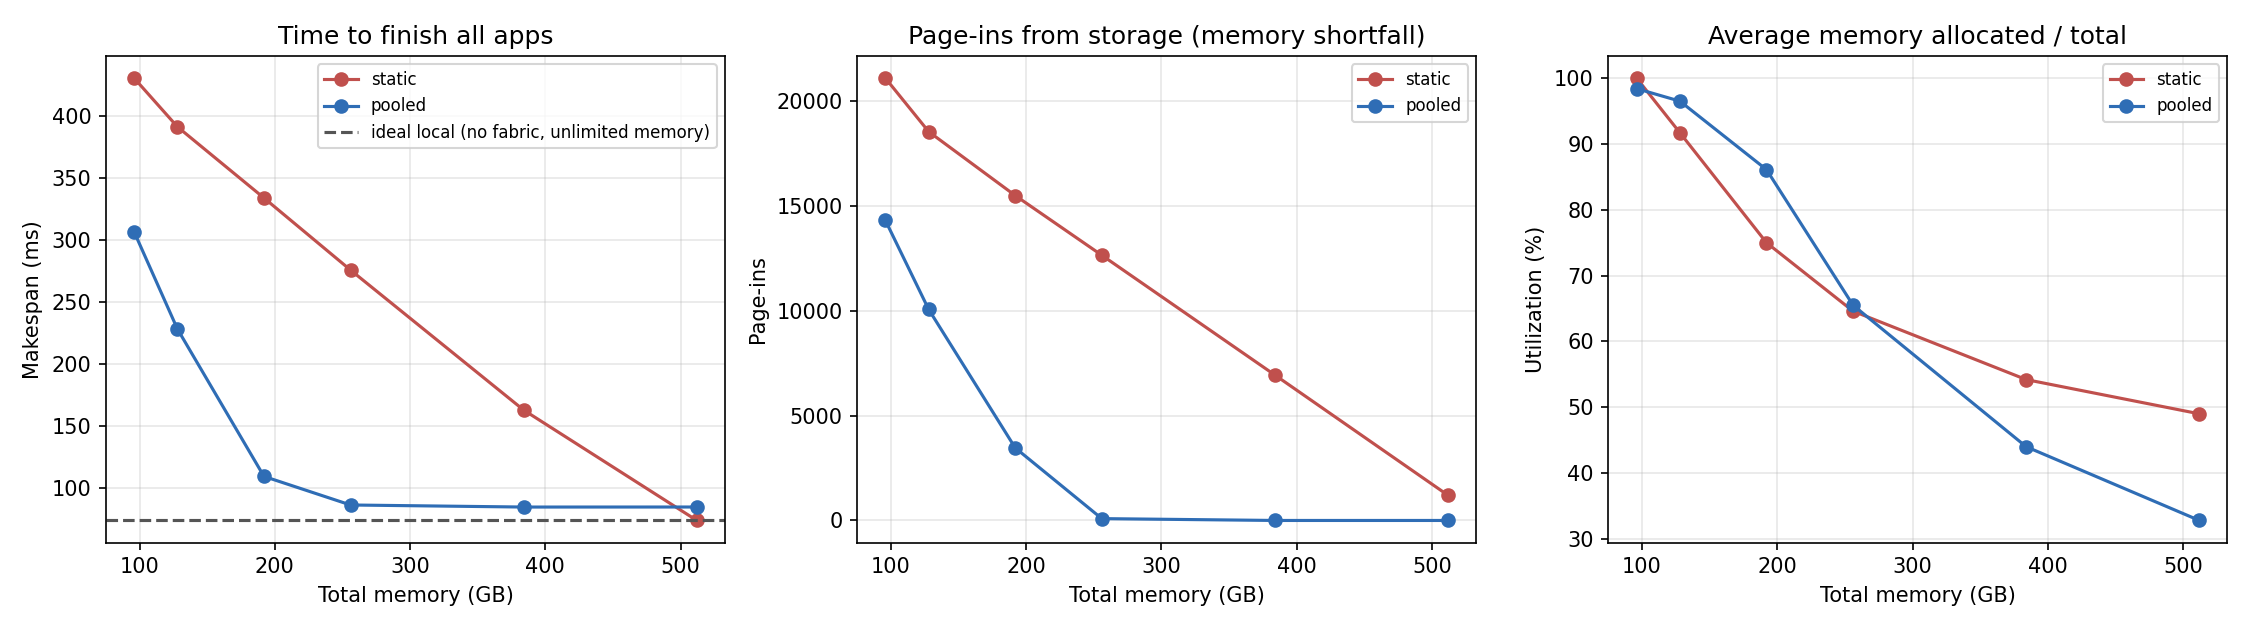 Time to finish all apps
static
pooled
ideal local (no fabric, unlimited memory)
Makespan (ms)
400
350
300
250
200
150
100
100 200 300 400 500
Total memory (GB)
Page-ins from storage (memory shortfall)
static
pooled
Page-ins
20000
15000
10000
5000
0
100 200 300 400 500
Total memory (GB)
Average memory allocated / total
static
pooled
Utilization (%)
100
90
80
70
60
50
40
30
100 200 300 400 500
Total memory (GB)